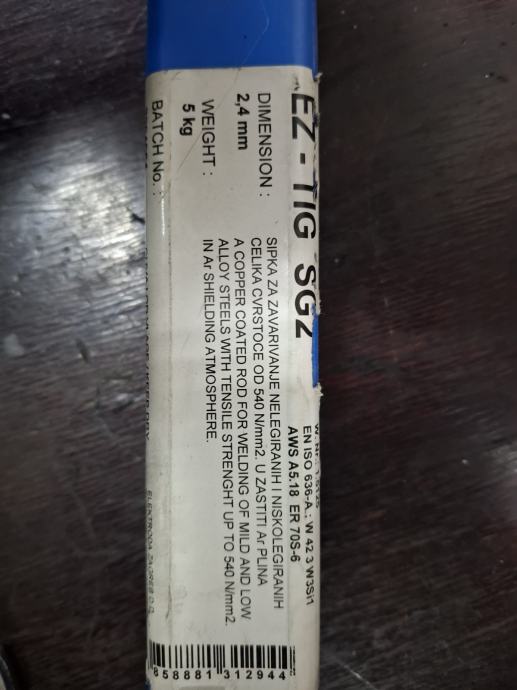 EZ - TIG SG2
EN ISO 636-A.: W 42 3 W3Si1
AWS A5.18 ER 70S-6
DIMENSION :
2,4 mm
WEIGHT :
5 kg
BATCH No. :
SIPKA ZA ZAVARIVANJE NELEGIRANIH I NISKOLEGIRANIH
CELIKA CVRSTOCE OD 540 N/mm2. U ZASTITI Ar PLINA
A COPPER COATED ROD FOR WELDING OF MILD AND LOW
ALLOY STEELS WITH TENSILE STRENGHT UP TO 540 N/mm2.
IN Ar SHIELDING ATMOSPHERE.
ELEKTRODA ZAGREB D.D.
858881 312944